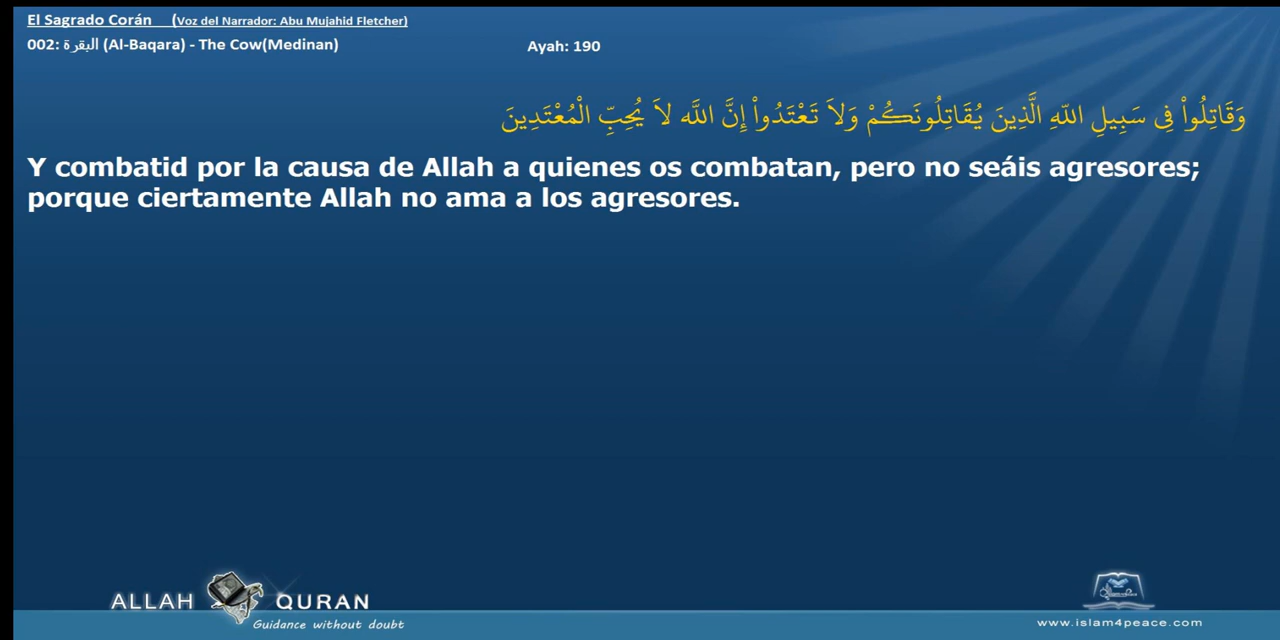 El Sagrado Corán (Voz del Narrador: Abu Mujahid Fletcher)
002: البقرة (Al-Baqara) - The Cow(Medinan)
Ayah: 190
وَقَاتِلُواْ فِى سَبِيلِ اللّهِ الَّذِينَ يُقَاتِلُونَكُمْ وَلاَ تَعْتَدُواْ إِنَّ اللَّه لاَ يُحِبِّ الْمُعْتَدِينَ
Y combatid por la causa de Allah a quienes os combatan, pero no seáis agresores;
porque ciertamente Allah no ama a los agresores.
ALLAH QURAN
Guidance without doubt
www.islam4peace.com